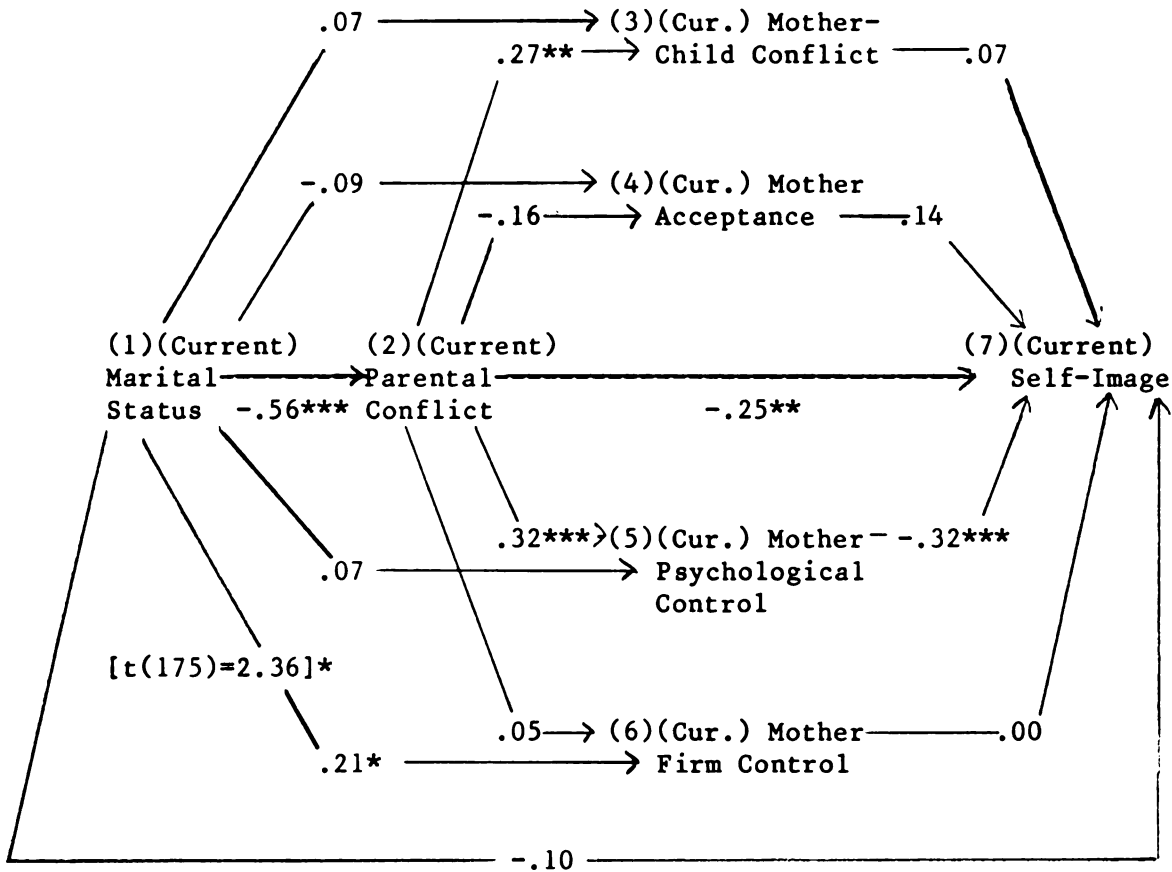 .07 (3)(Cur.) Mother-
.27** Child Conflict .07
-.09 (4)(Cur.) Mother
-.16 Acceptance .14
(1)(Current) (2)(Current) (7)(Current)
Marital Parental Self-Image
Status -.56*** Conflict -.25**
.32*** (5)(Cur.) Mother -.32***
.07 Psychological
Control
[t(175)=2.36]*
.05 (6)(Cur.) Mother .00
.21* Firm Control
-.10